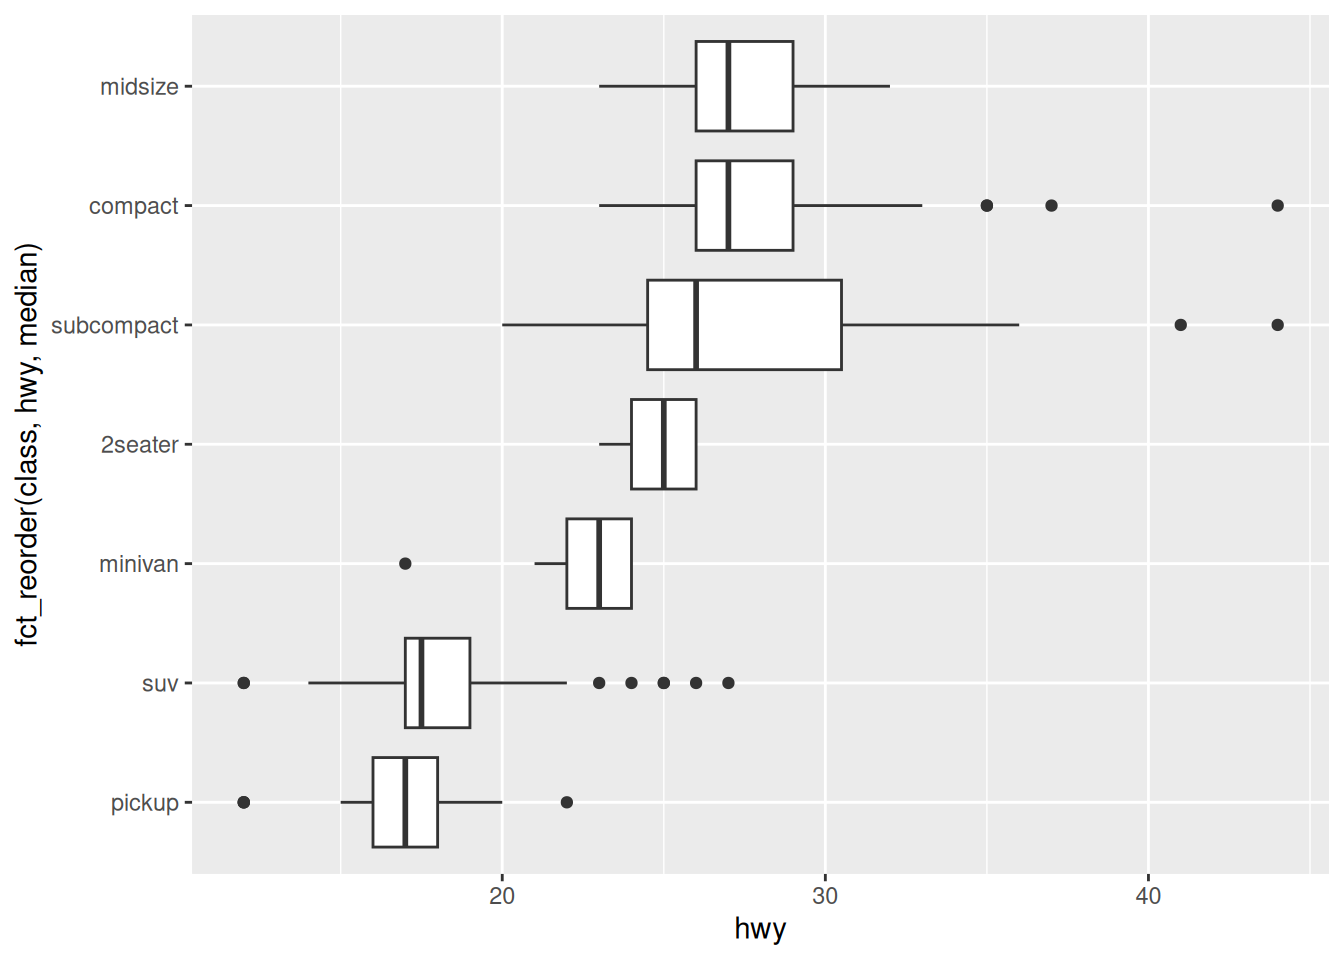 fct_reorder(class, hwy, median)
midsize
compact
subcompact
2seater
minivan
suv
pickup
20 30 40
hwy